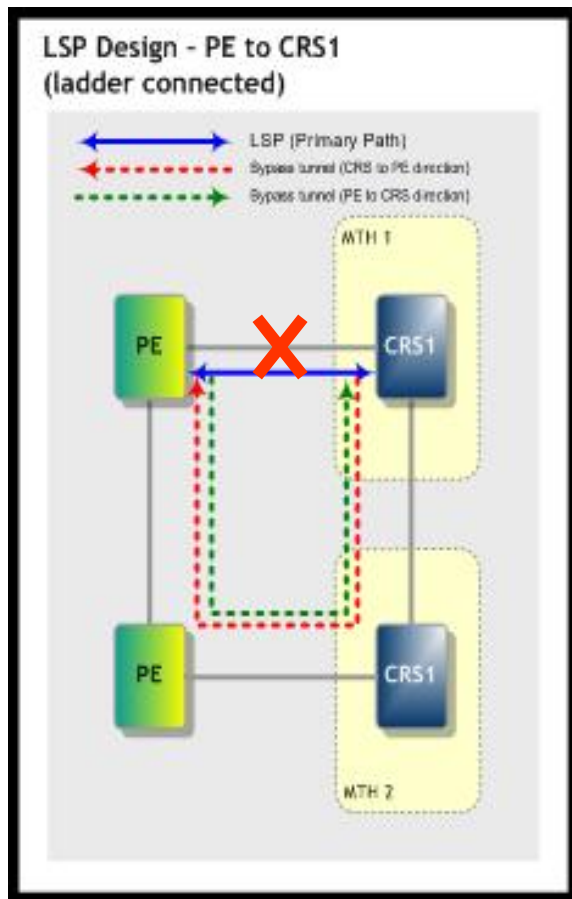 LSP Design - PE to CRS1
(ladder connected)
LSP (Primary Path)
Bypass tunnel (CRS to PE direction)
Bypass tunnel (PE to CRS direction)
MTH 1
PE
CRS1
PE
CRS1
MTH 2